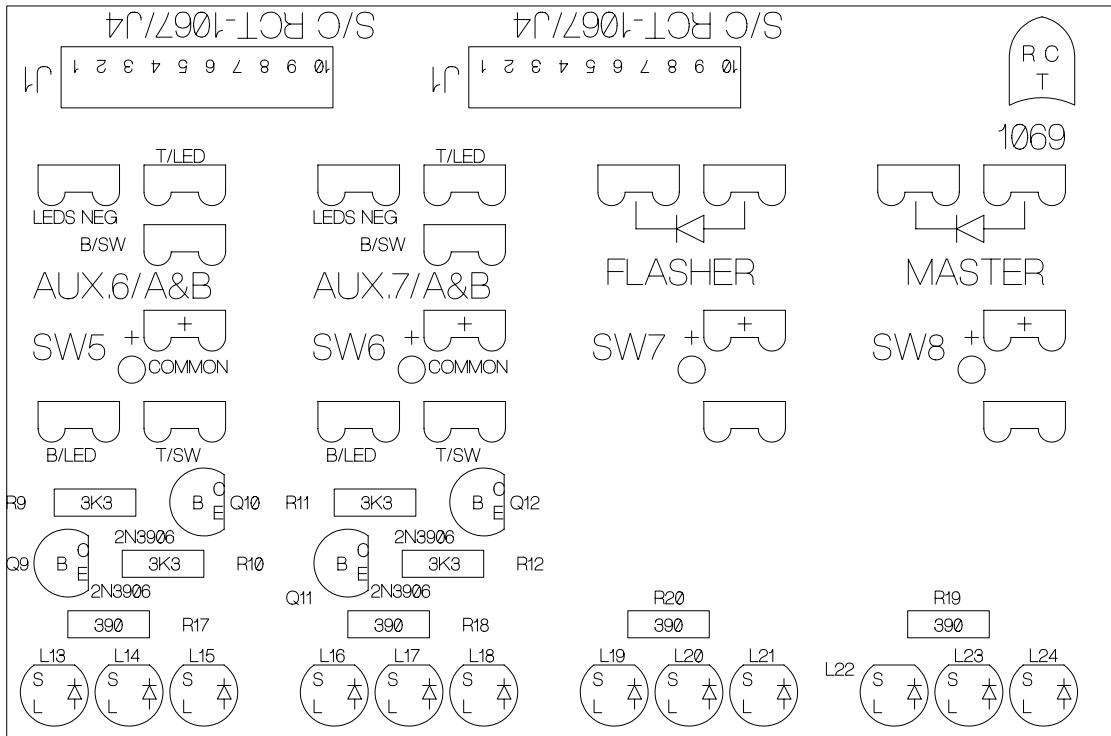 S/C RCT-1067/J4 S/C RCT-1067/J4
J1 1 2 3 4 5 6 7 8 9 10 J1 1 2 3 4 5 6 7 8 9 10
R C
T
1069
T/LED T/LED
LEDS NEG LEDS NEG
B/SW B/SW
AUX.6/A&B AUX.7/A&B FLASHER MASTER
SW5 + + SW6 + + SW7 + + SW8 + +
COMMON COMMON
B/LED T/SW B/LED T/SW
R9 3K3 B C E Q10 R11 3K3 B C E Q12
2N3906 2N3906
Q9 B C E 3K3 R10 B C E 3K3 R12
2N3906 Q11 2N3906
390 R17 390 R18 R20 390 R19 390
L13 L14 L15 L16 L17 L18 L19 L20 L21 L22 L23 L24
S S S S S S S S S S S S
L L L L L L L L L L L L